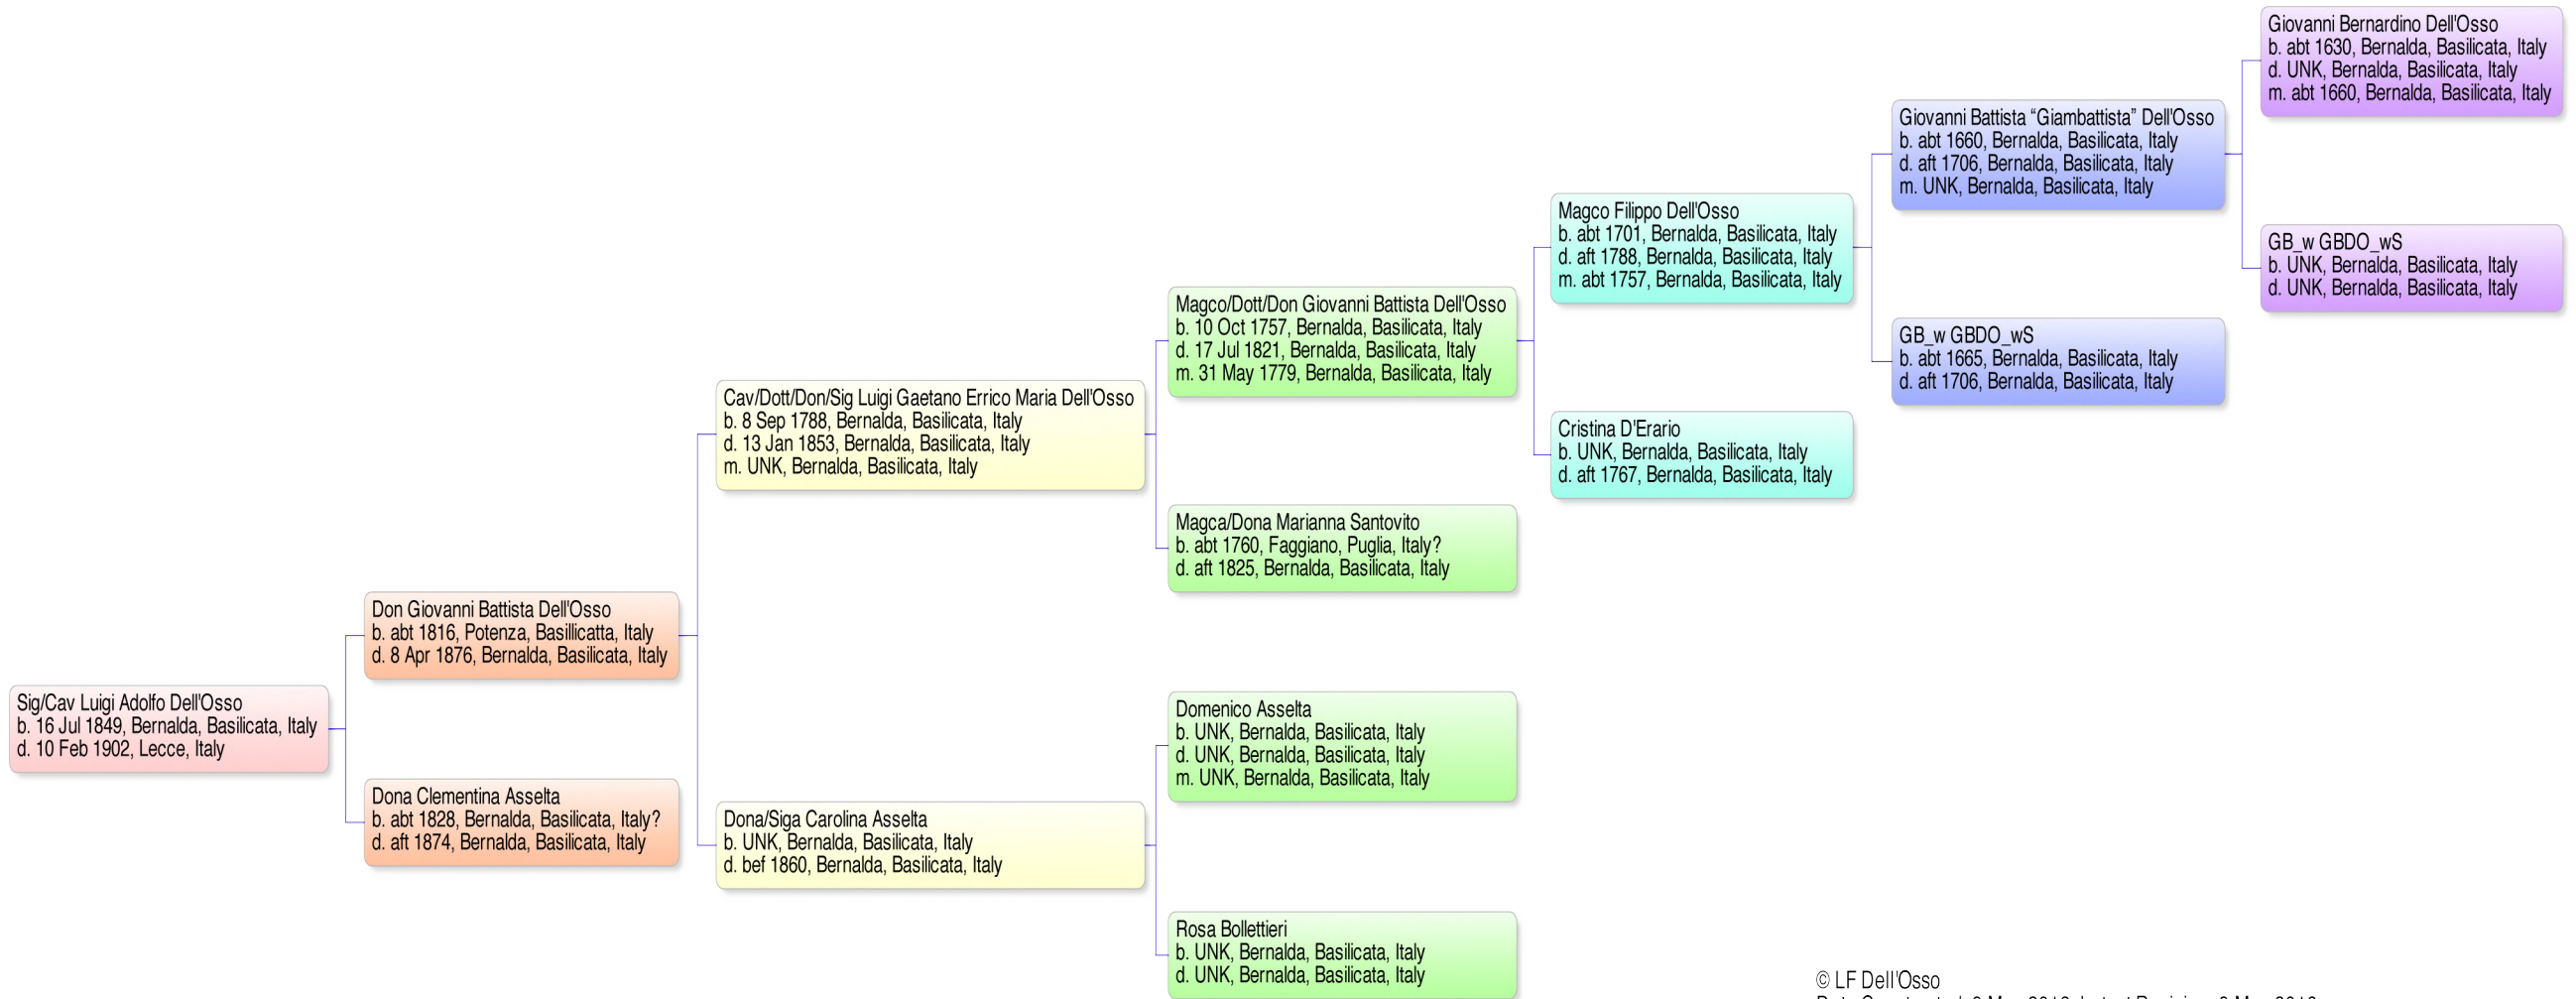 Giovanni Bernardino Dell'Osso
b. abt 1630, Bernalda, Basilicata, Italy
d. UNK, Bernalda, Basilicata, Italy
m. abt 1660, Bernalda, Basilicata, Italy
Giovanni Battista “Giambattista” Dell'Osso
b. abt 1660, Bernalda, Basilicata, Italy
d. aft 1706, Bernalda, Basilicata, Italy
m. UNK, Bernalda, Basilicata, Italy
Magco Filippo Dell'Osso
b. abt 1701, Bernalda, Basilicata, Italy
d. aft 1788, Bernalda, Basilicata, Italy
m. abt 1757, Bernalda, Basilicata, Italy
GB_w GBDO_wS
b. UNK, Bernalda, Basilicata, Italy
d. UNK, Bernalda, Basilicata, Italy
Magco/Dott/Don Giovanni Battista Dell'Osso
b. 10 Oct 1757, Bernalda, Basilicata, Italy
d. 17 Jul 1821, Bernalda, Basilicata, Italy
m. 31 May 1779, Bernalda, Basilicata, Italy
GB_w GBDO_wS
b. abt 1665, Bernalda, Basilicata, Italy
d. aft 1706, Bernalda, Basilicata, Italy
Cav/Dott/Don/Sig Luigi Gaetano Errico Maria Dell'Osso
b. 8 Sep 1788, Bernalda, Basilicata, Italy
d. 13 Jan 1853, Bernalda, Basilicata, Italy
m. UNK, Bernalda, Basilicata, Italy
Cristina D'Erario
b. UNK, Bernalda, Basilicata, Italy
d. aft 1767, Bernalda, Basilicata, Italy
Magca/Dona Marianna Santovito
b. abt 1760, Faggiano, Puglia, Italy?
d. aft 1825, Bernalda, Basilicata, Italy
Don Giovanni Battista Dell'Osso
b. abt 1816, Potenza, Basillicatta, Italy
d. 8 Apr 1876, Bernalda, Basilicata, Italy
Sig/Cav Luigi Adolfo Dell'Osso
b. 16 Jul 1849, Bernalda, Basilicata, Italy
d. 10 Feb 1902, Lecce, Italy
Domenico Asselta
b. UNK, Bernalda, Basilicata, Italy
d. UNK, Bernalda, Basilicata, Italy
m. UNK, Bernalda, Basilicata, Italy
Dona Clementina Asselta
b. abt 1828, Bernalda, Basilicata, Italy?
d. aft 1874, Bernalda, Basilicata, Italy
Dona/Siga Carolina Asselta
b. UNK, Bernalda, Basilicata, Italy
d. bef 1860, Bernalda, Basilicata, Italy
Rosa Bollettieri
b. UNK, Bernalda, Basilicata, Italy
d. UNK, Bernalda, Basilicata, Italy
© LF Dell'Osso